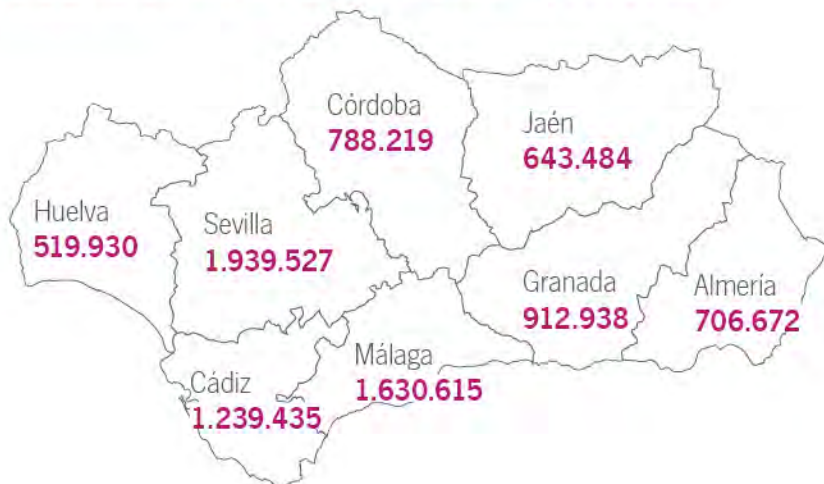 Córdoba
788.219
Jaén
643.484
Huelva
519.930
Sevilla
1.939.527
Granada
912.938
Almería
706.672
Málaga
1.630.615
Cádiz
1.239.435